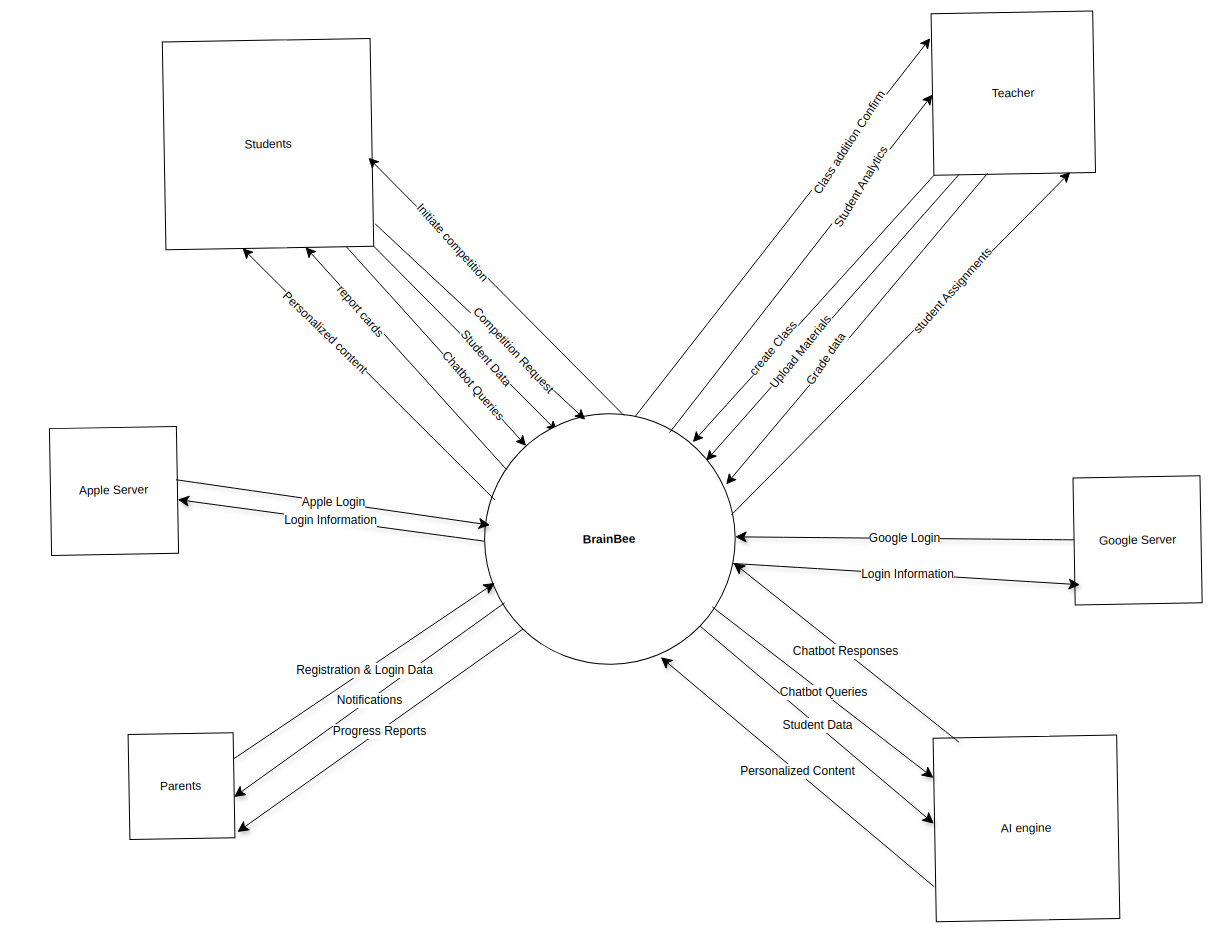 Teacher
Students
Class addition Confirm
Student Analytics
Initiate competition
Personalized content
report cards
Chatbot Queries
Student Data
Competition Request
create Class
Upload Materials
Grade data
student Assignments
Apple Server
Apple Login
Login Information
BrainBee
Google Login
Login Information
Google Server
Registration & Login Data
Notifications
Progress Reports
Parents
Chatbot Responses
Chatbot Queries
Student Data
Personalized Content
AI engine